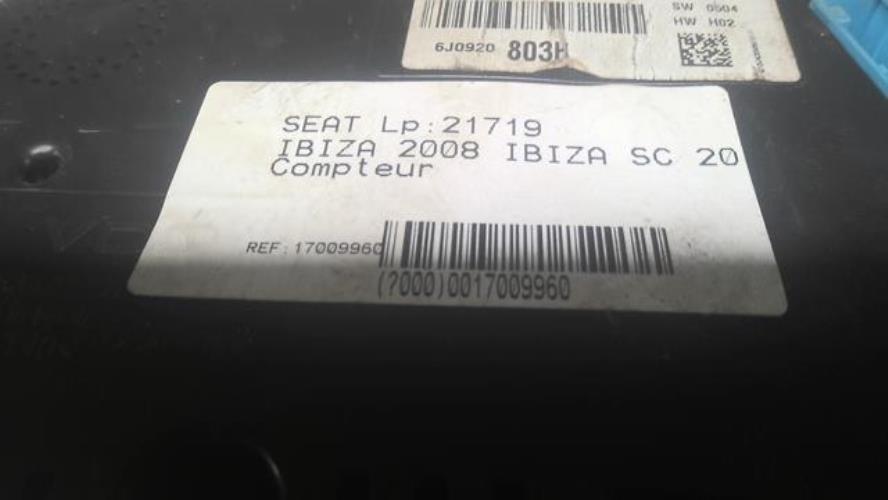 SW 0504
HW H02
6J0920 803H
SEAT Lp:21719
IBIZA 2008 IBIZA SC 20
Compteur
REF:17009960
(?000)0017009960
VDO